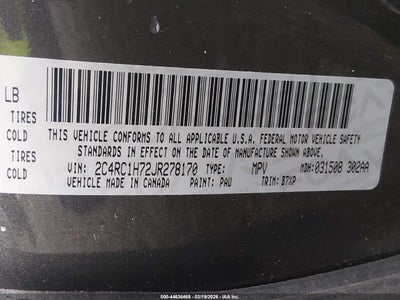 LB
TIRES
COLD
TIRES
COLD
THIS VEHICLE CONFORMS TO ALL APPLICABLE U.S.A. FEDERAL MOTOR VEHICLE SAFETY
STANDARDS IN EFFECT ON THE DATE OF MANUFACTURE SHOWN ABOVE.
VIN: 2C4RC1H72JR278170 TYPE: MPV MDH: 031508 302AA
VEHICLE MADE IN CANADA PAINT: PAU TRIM: B7XP
000-44636468 - 03/19/2026 - IAA Inc.